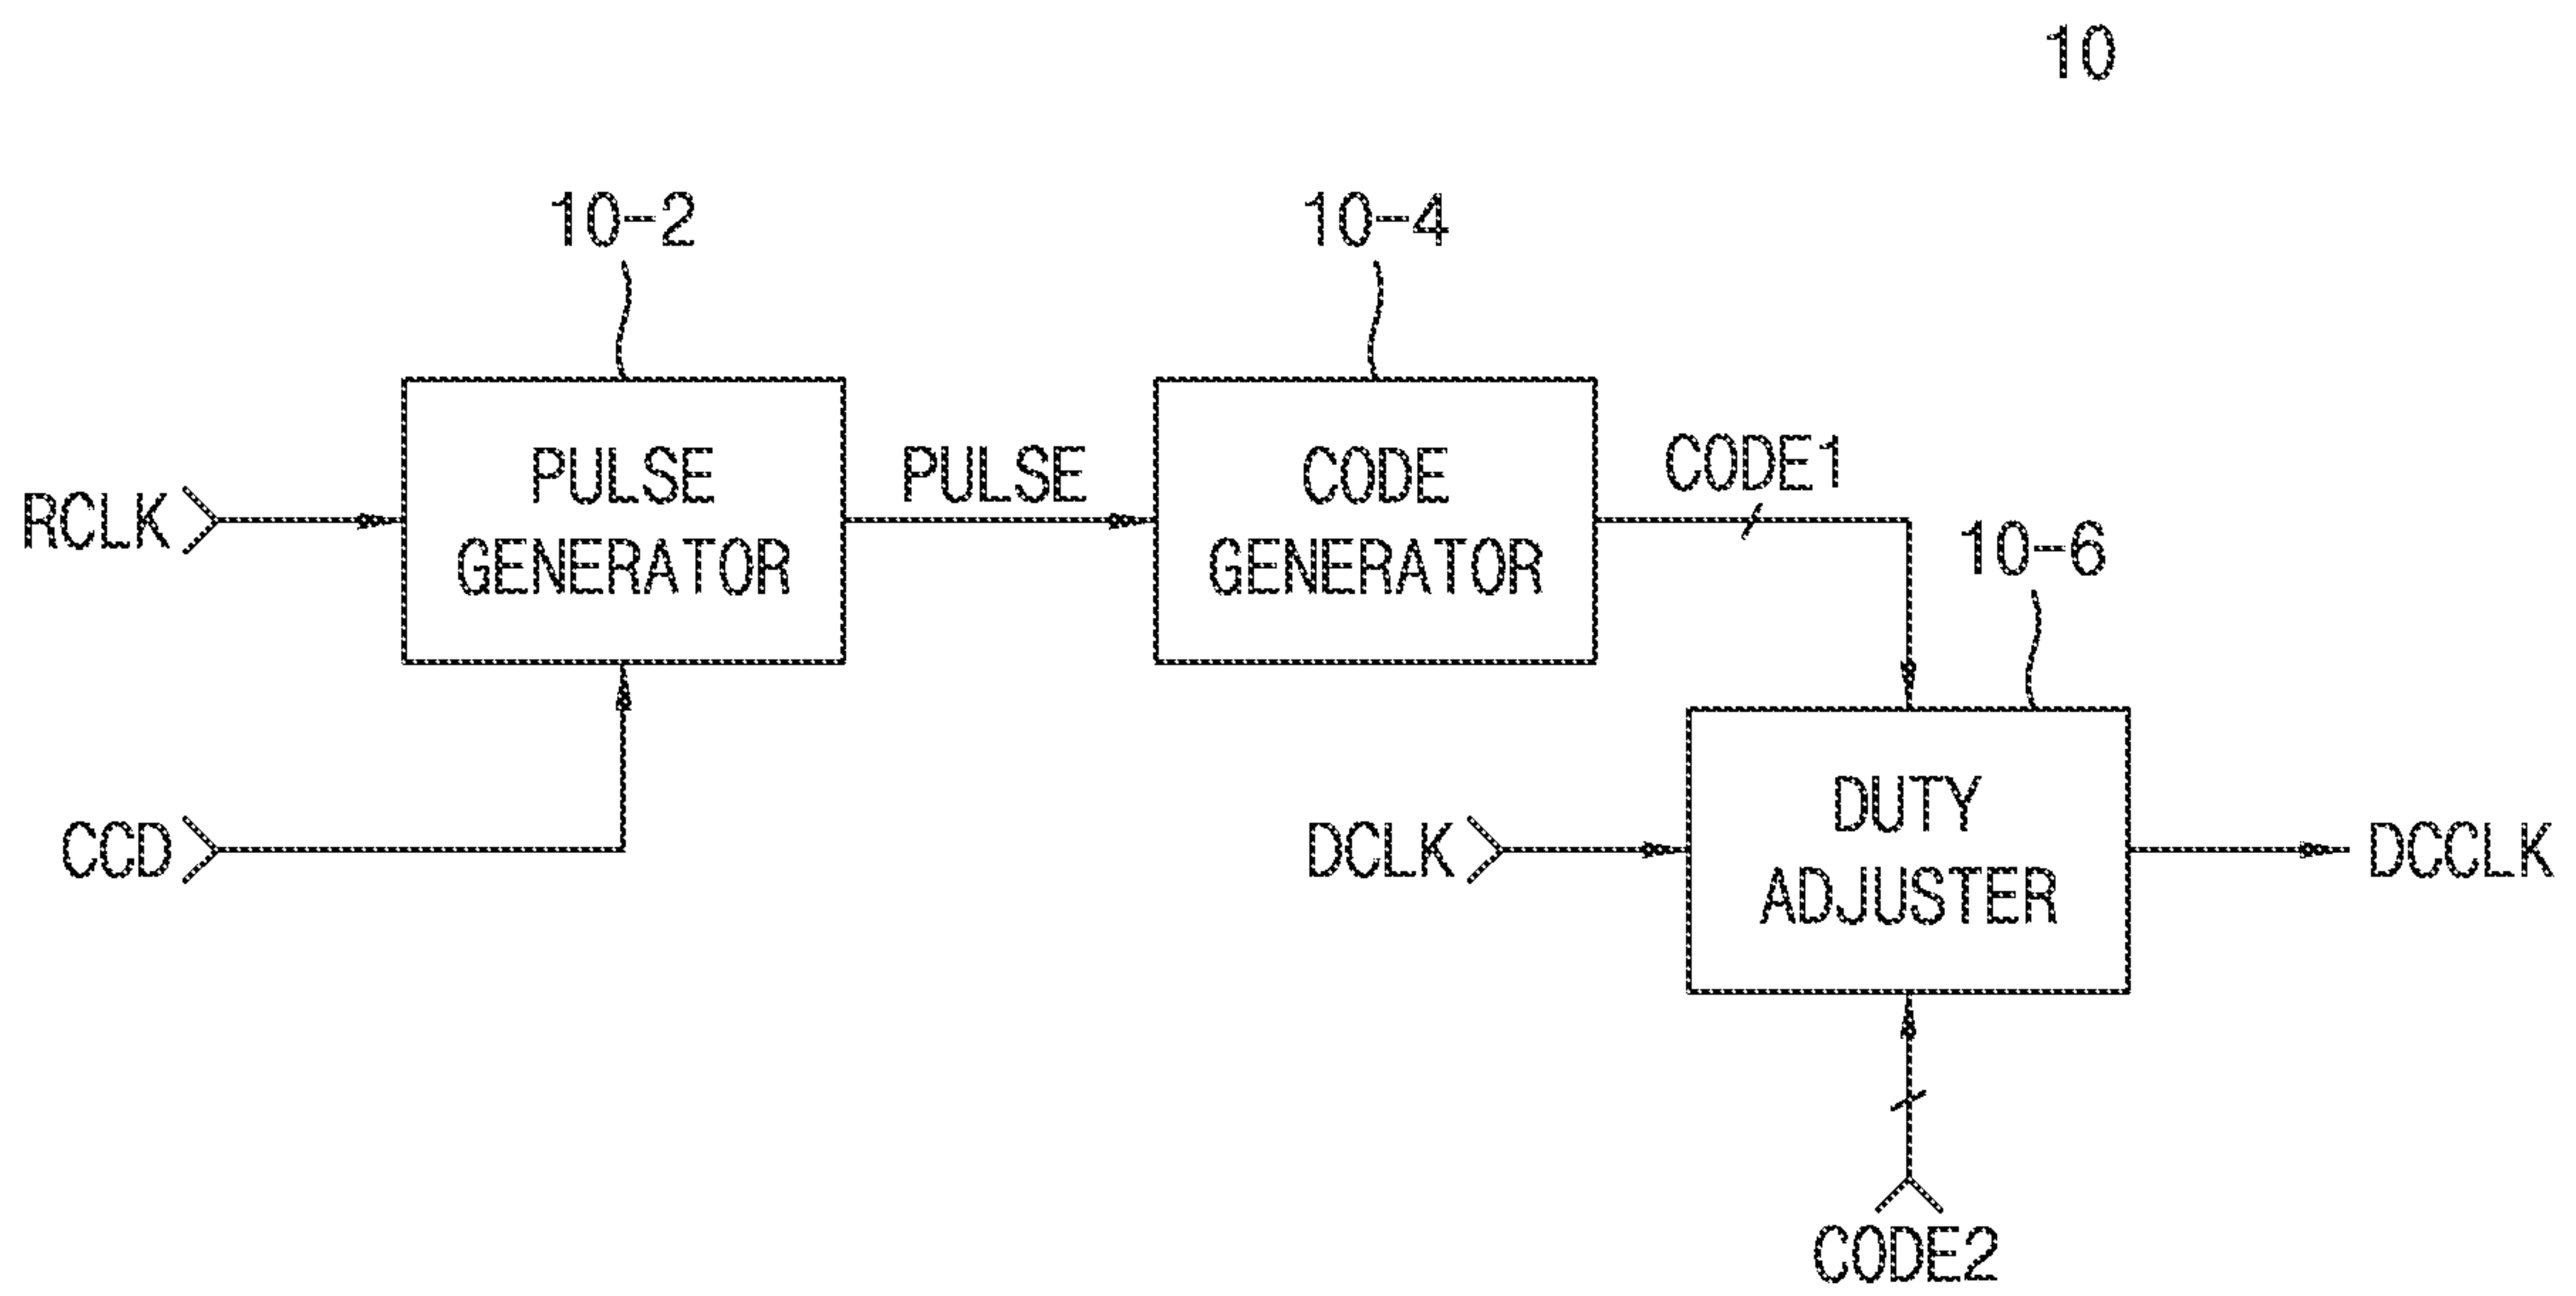 10
10-2
10-4
PULSE
GENERATOR
PULSE
CODE
GENERATOR
CODE1
RCLK
10-6
CCD
DCLK
DUTY
ADJUSTER
DCCLK
CODE2